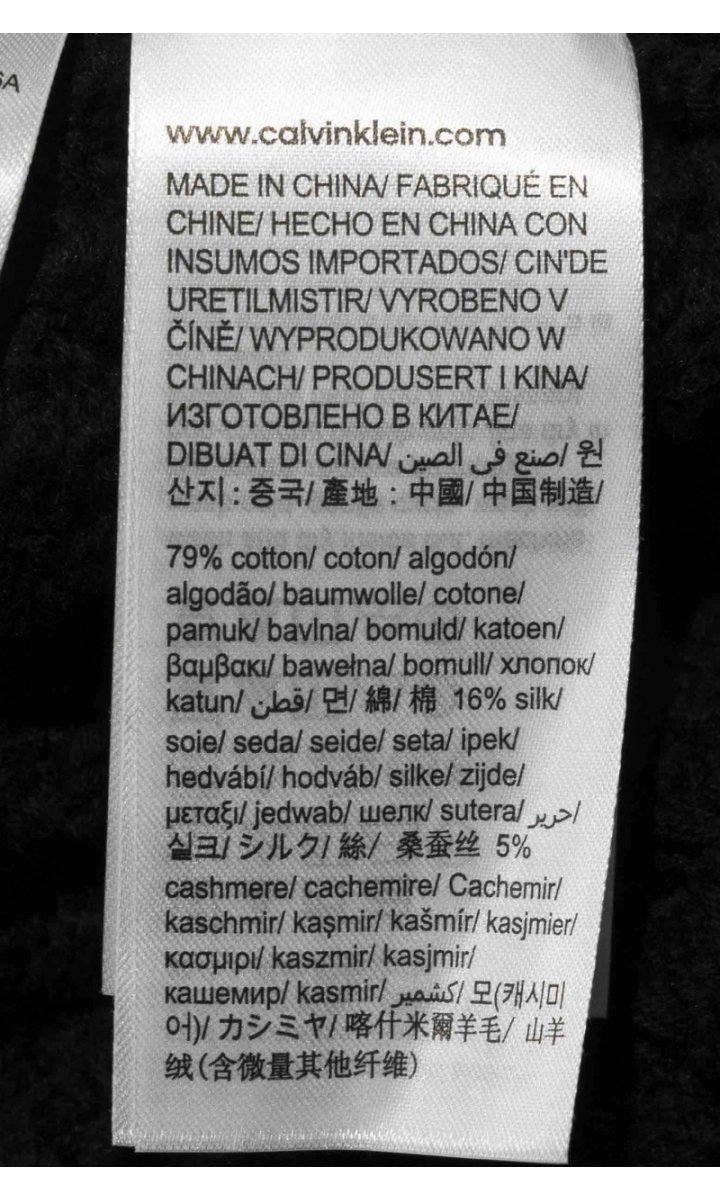 6A
www.calvinklein.com
MADE IN CHINA/ FABRIQUÉ EN
CHINE/ HECHO EN CHINA CON
INSUMOS IMPORTADOS/ CIN'DE
URETILMISTIR/ VYROBENO V
ČÍNĚ/ WYPRODUKOWANO W
CHINACH/ PRODUSERT I KINA/
ИЗГОТОВЛЕНО В КИТАЕ/
DIBUAT DI CINA/ صنع فى الصين/ 원
산지 : 중국/ 產地 : 中國/ 中国制造/
79% cotton/ coton/ algodón/
algodão/ baumwolle/ cotone/
pamuk/ bavlna/ bomuld/ katoen/
βαμβακι/ bawełna/ bomull/ хлопок/
katun/ قطن/ 면/ 綿/ 棉 16% silk/
soie/ seda/ seide/ seta/ ipek/
hedvábí/ hodváb/ silke/ zijde/
μεταξι/ jedwab/ шелк/ sutera/ حرير/
실크/ シルク/ 絲/ 桑蚕丝 5%
cashmere/ cachemire/ Cachemir/
kaschmir/ kaşmir/ kašmír/ kasjmier/
κασμιρι/ kaszmir/ kasjmir/
кашемир/ kasmir/ كشمير/ 모(캐시미
어)/ カシミヤ/ 喀什米爾羊毛/ 山羊
绒(含微量其他纤维)